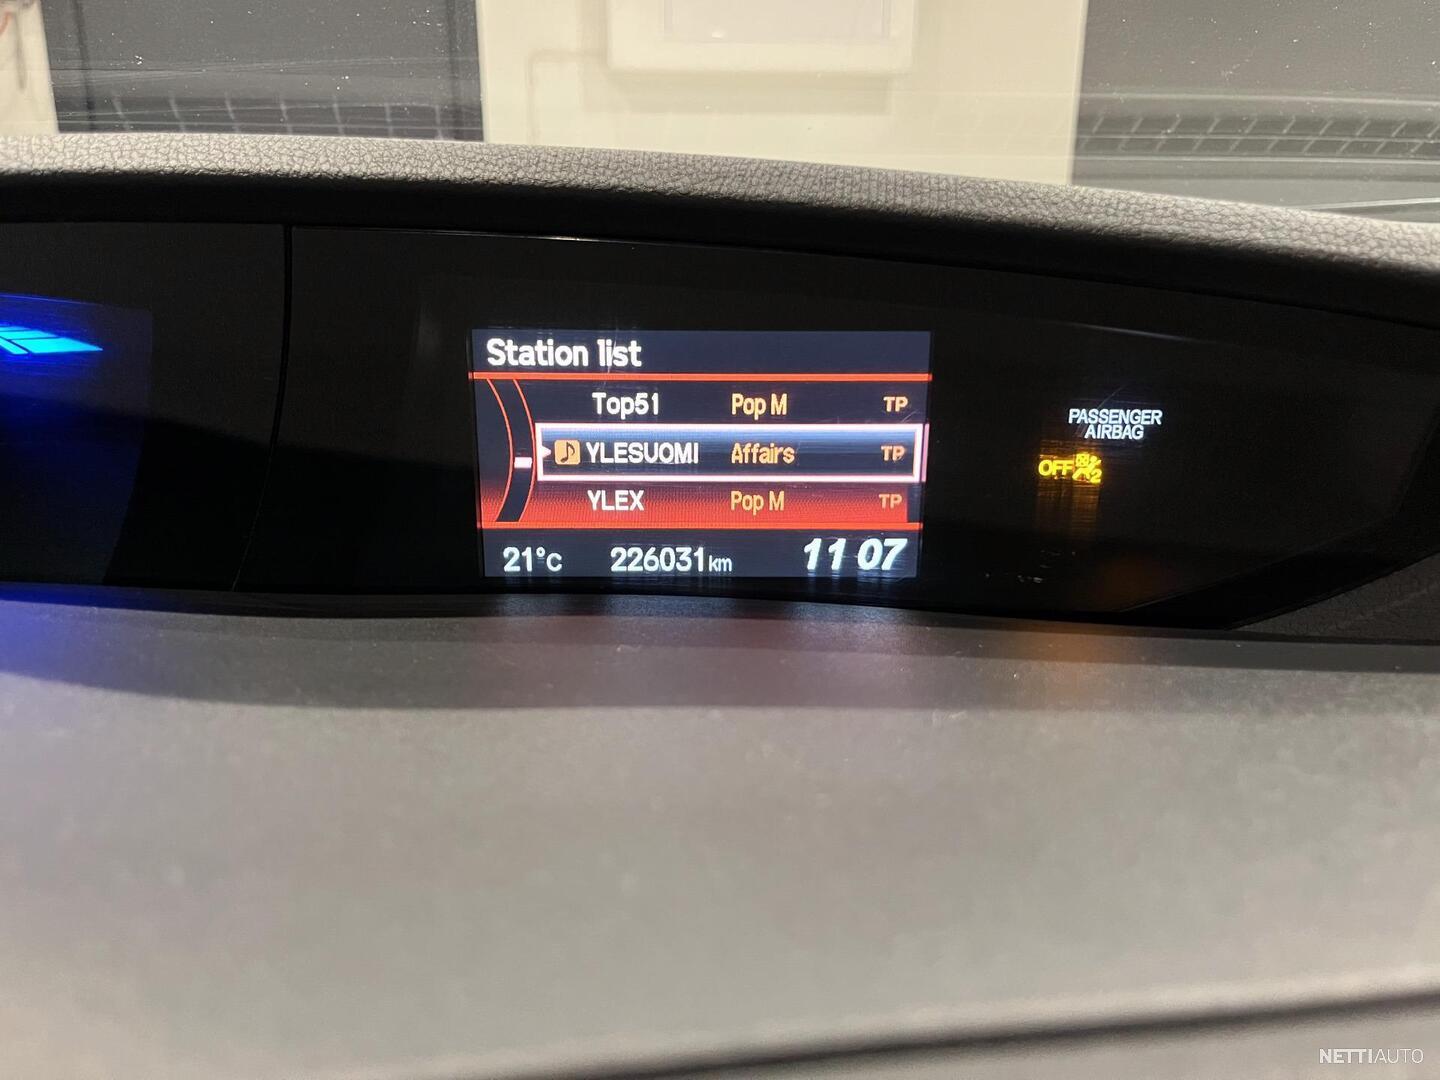 Station list
Top51 Pop M TP
YLESUOMI Affairs TP
YLEX Pop M TP
21°C 226031km 11 07
PASSENGER
AIRBAG
OFF 2
NETTIAUTO